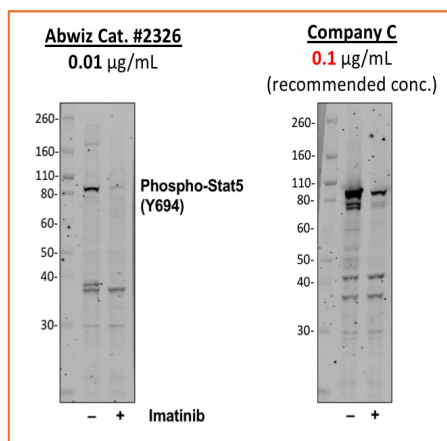 Abwiz Cat. #2326
0.01 µg/mL
260-
160-
110-
80-
60-
50-
40-
30-
Phospho-Stat5
(Y694)
– + Imatinib
Company C
0.1 µg/mL
(recommended conc.)
260-
160-
110-
80-
60-
50-
40-
30-
– +